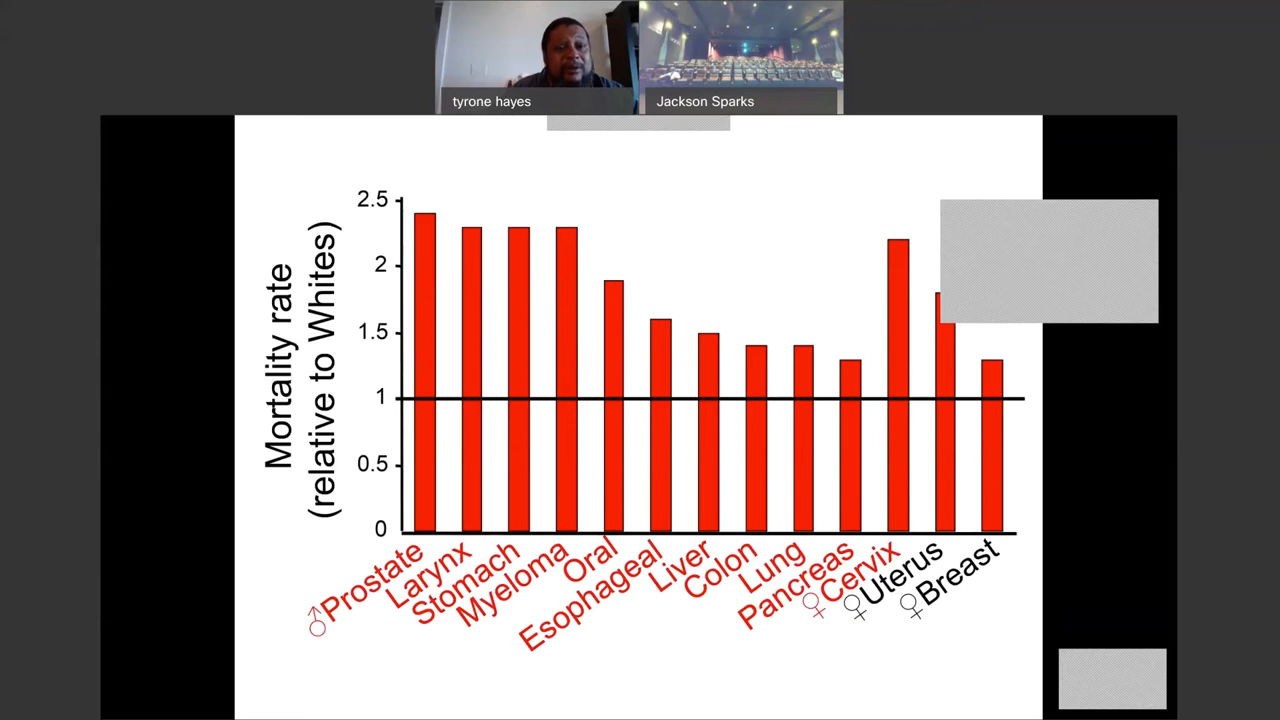 tyrone hayes
Jackson Sparks
Mortality rate
(relative to Whites)
2.5
2
1.5
1
0.5
0
♂Prostate
Larynx
Stomach
Myeloma
Oral
Esophageal
Liver
Colon
Lung
Pancreas
♀Cervix
♀Uterus
♀Breast